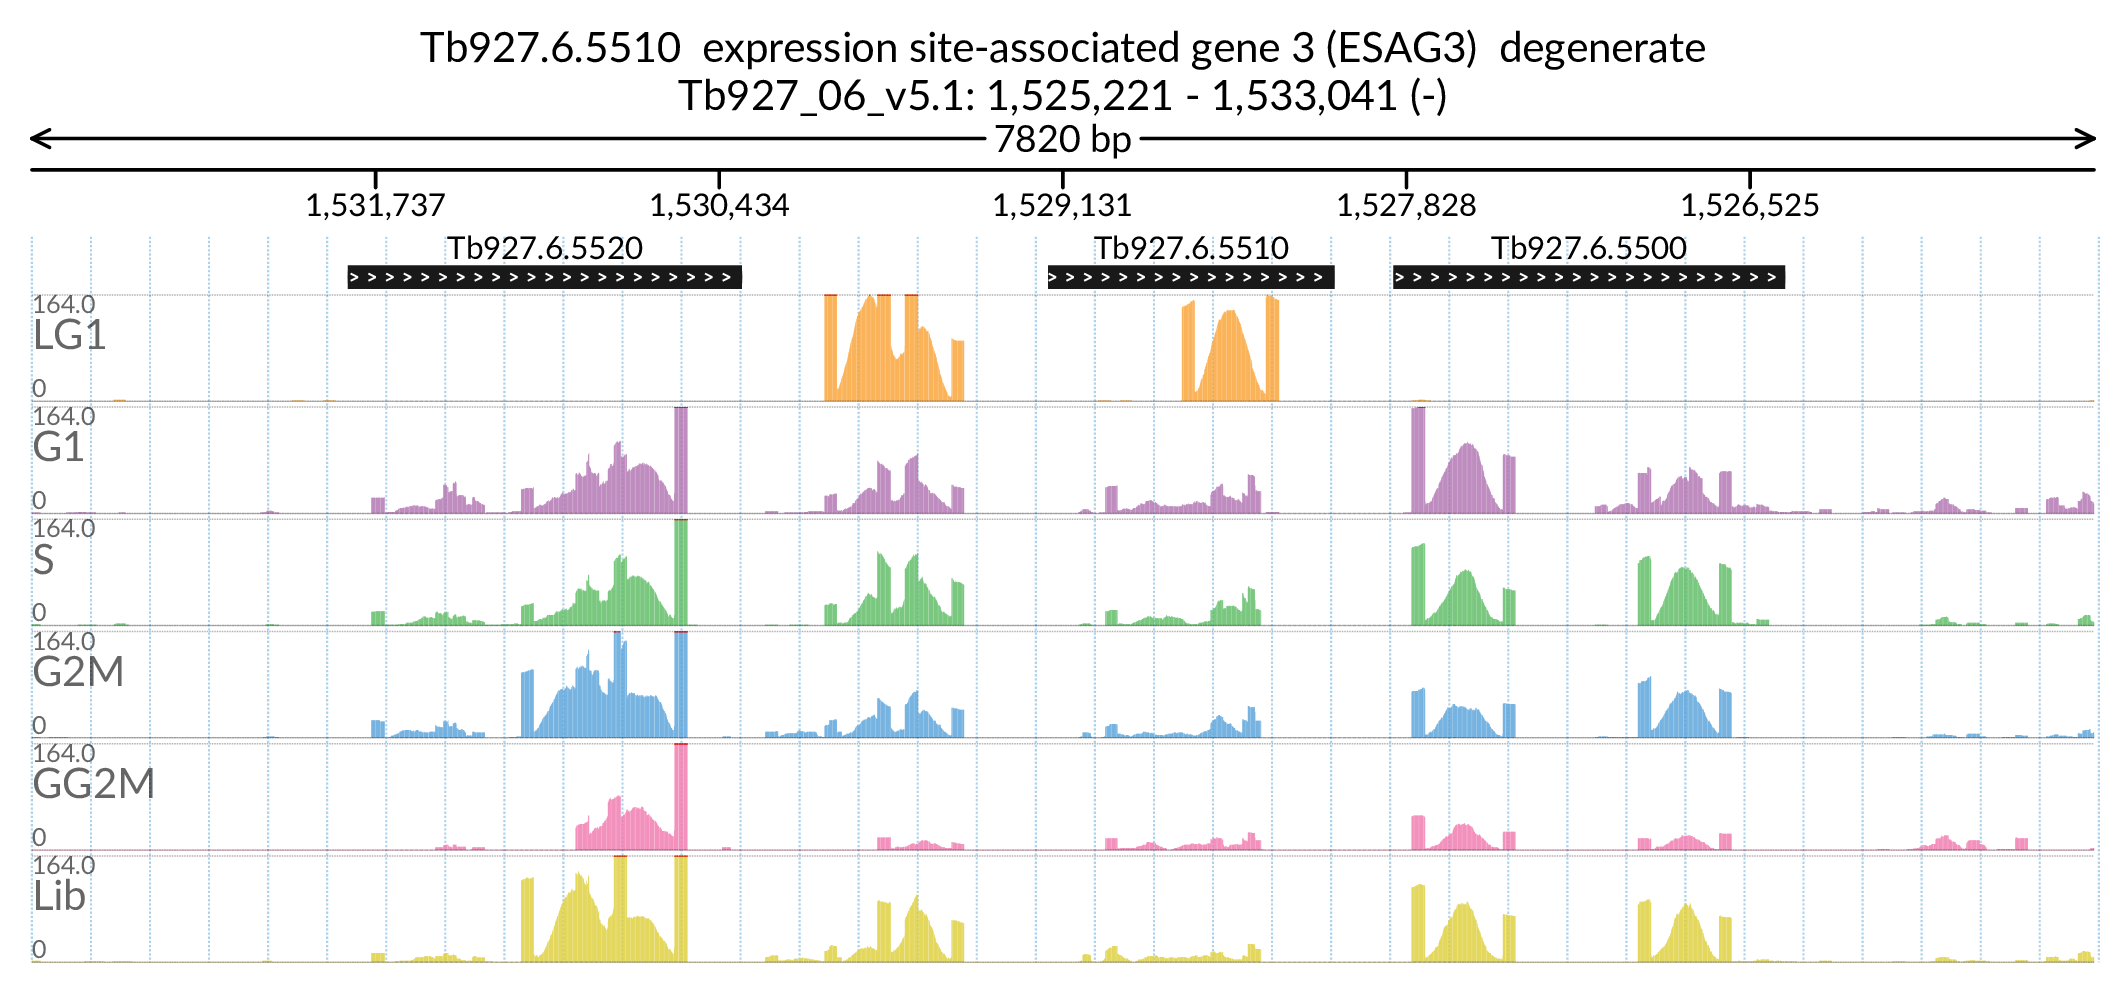 Tb927.6.5510 expression site-associated gene 3 (ESAG3) degenerate
Tb927_06_v5.1: 1,525,221 - 1,533,041 (-)
7820 bp
1,531,737 1,530,434 1,529,131 1,527,828 1,526,525
Tb927.6.5520 Tb927.6.5510 Tb927.6.5500
164.0
LG1
0
164.0
G1
0
164.0
S
0
164.0
G2M
0
164.0
GG2M
0
164.0
Lib
0